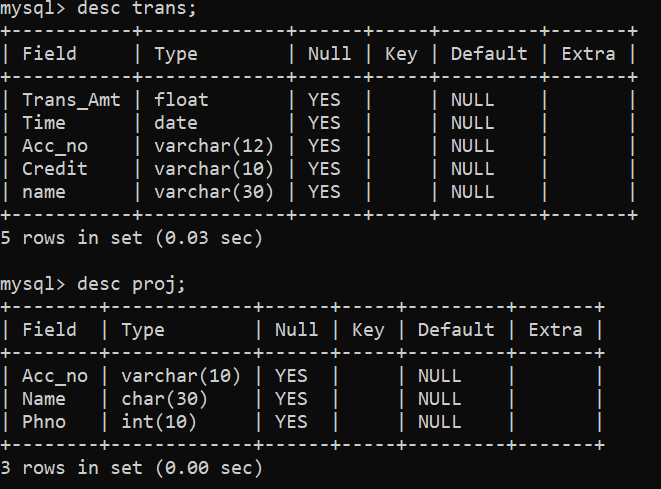 mysql> desc trans;
+-----------+-------------+------+-----+---------+-------+
| Field     | Type        | Null | Key | Default | Extra |
+-----------+-------------+------+-----+---------+-------+
| Trans_Amt | float       | YES  |     | NULL    |       |
| Time      | date        | YES  |     | NULL    |       |
| Acc_no    | varchar(12) | YES  |     | NULL    |       |
| Credit    | varchar(10) | YES  |     | NULL    |       |
| name      | varchar(30) | YES  |     | NULL    |       |
+-----------+-------------+------+-----+---------+-------+
5 rows in set (0.03 sec)
mysql> desc proj;
+--------+-------------+------+-----+---------+-------+
| Field  | Type        | Null | Key | Default | Extra |
+--------+-------------+------+-----+---------+-------+
| Acc_no | varchar(10) | YES  |     | NULL    |       |
| Name   | char(30)    | YES  |     | NULL    |       |
| Phno   | int(10)     | YES  |     | NULL    |       |
+--------+-------------+------+-----+---------+-------+
3 rows in set (0.00 sec)